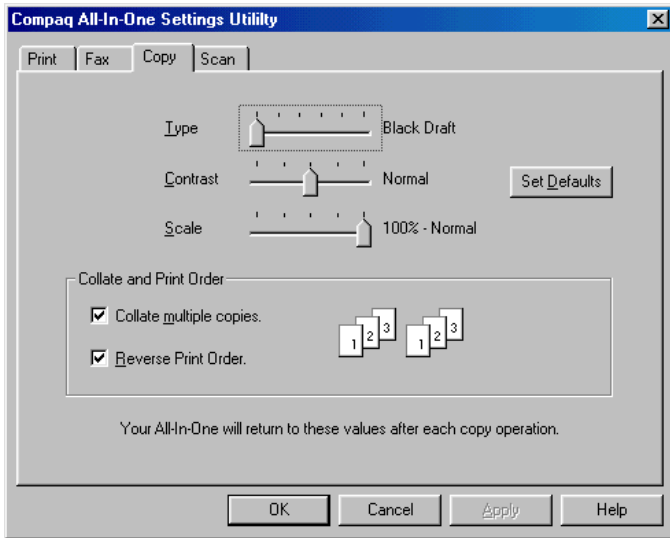 Compaq All-In-One Settings Utililty
Print Fax Copy Scan
Type Black Draft
Contrast Normal Set Defaults
Scale 100% - Normal
Collate and Print Order
Collate multiple copies.
1 2 3 1 2 3
Reverse Print Order.
Your All-In-One will return to these values after each copy operation.
OK Cancel Apply Help